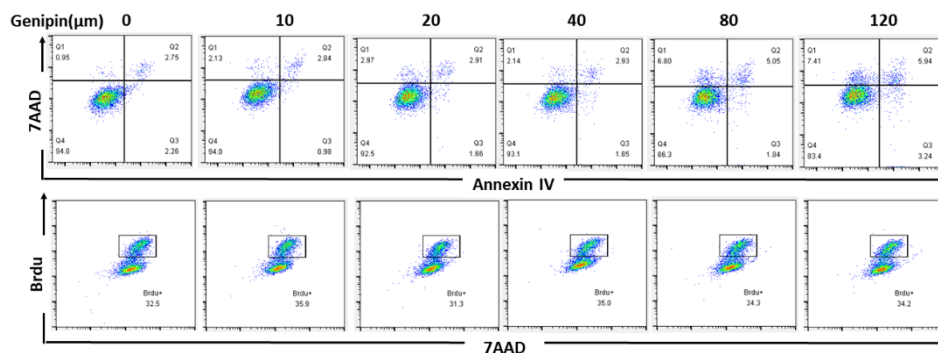 Genipin(μm) 0 10 20 40 80 120
Q1 0.95 Q2 2.75 Q4 94.0 Q3 2.26
Q1 2.13 Q2 2.84 Q4 94.0 Q3 0.98
Q1 2.97 Q2 2.91 Q4 92.5 Q3 1.66
Q1 2.14 Q2 2.93 Q4 93.1 Q3 1.85
Q1 6.80 Q2 5.05 Q4 86.3 Q3 1.84
Q1 7.41 Q2 5.94 Q4 83.4 Q3 3.24
7AAD
Annexin IV
Brdu+ 32.5
Brdu+ 35.9
Brdu+ 31.3
Brdu+ 35.0
Brdu+ 34.3
Brdu+ 34.2
Brdu
7AAD